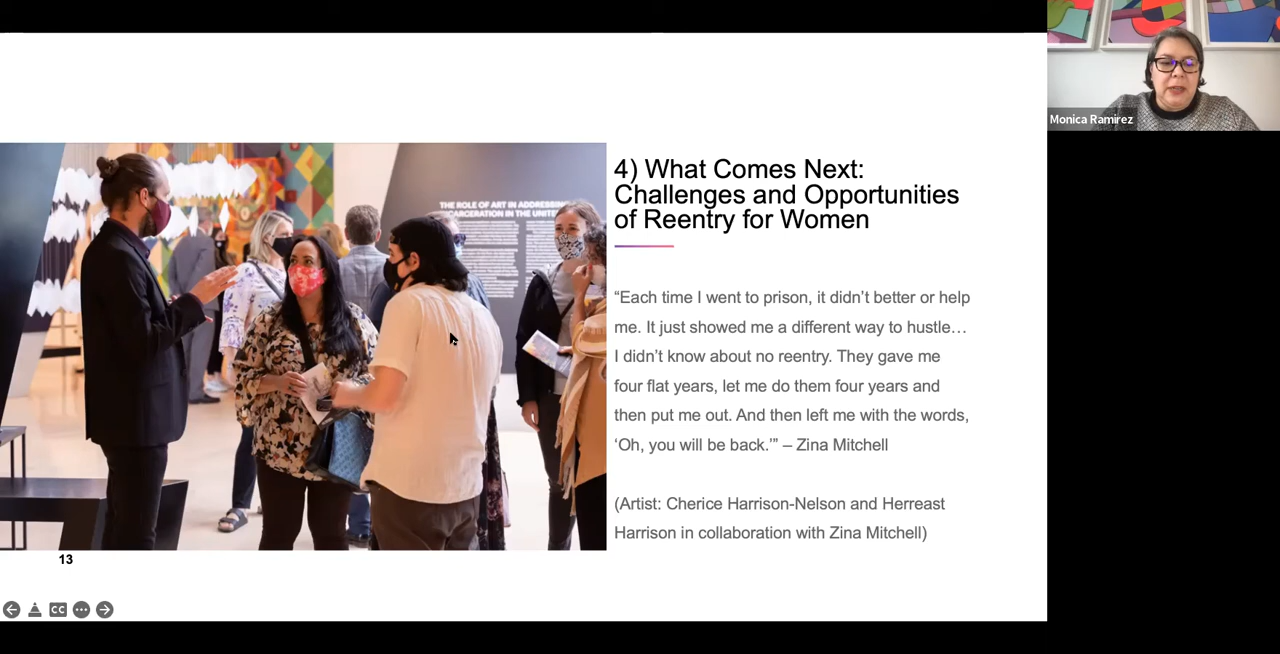 Monica Ramirez
THE ROLE OF ART IN ADDRESSING
INCARCERATION IN THE UNITE
4) What Comes Next:
Challenges and Opportunities
of Reentry for Women
“Each time I went to prison, it didn’t better or help
me. It just showed me a different way to hustle…
I didn’t know about no reentry. They gave me
four flat years, let me do them four years and
then put me out. And then left me with the words,
‘Oh, you will be back.’” – Zina Mitchell
(Artist: Cherice Harrison-Nelson and Herreast
Harrison in collaboration with Zina Mitchell)
13
CC